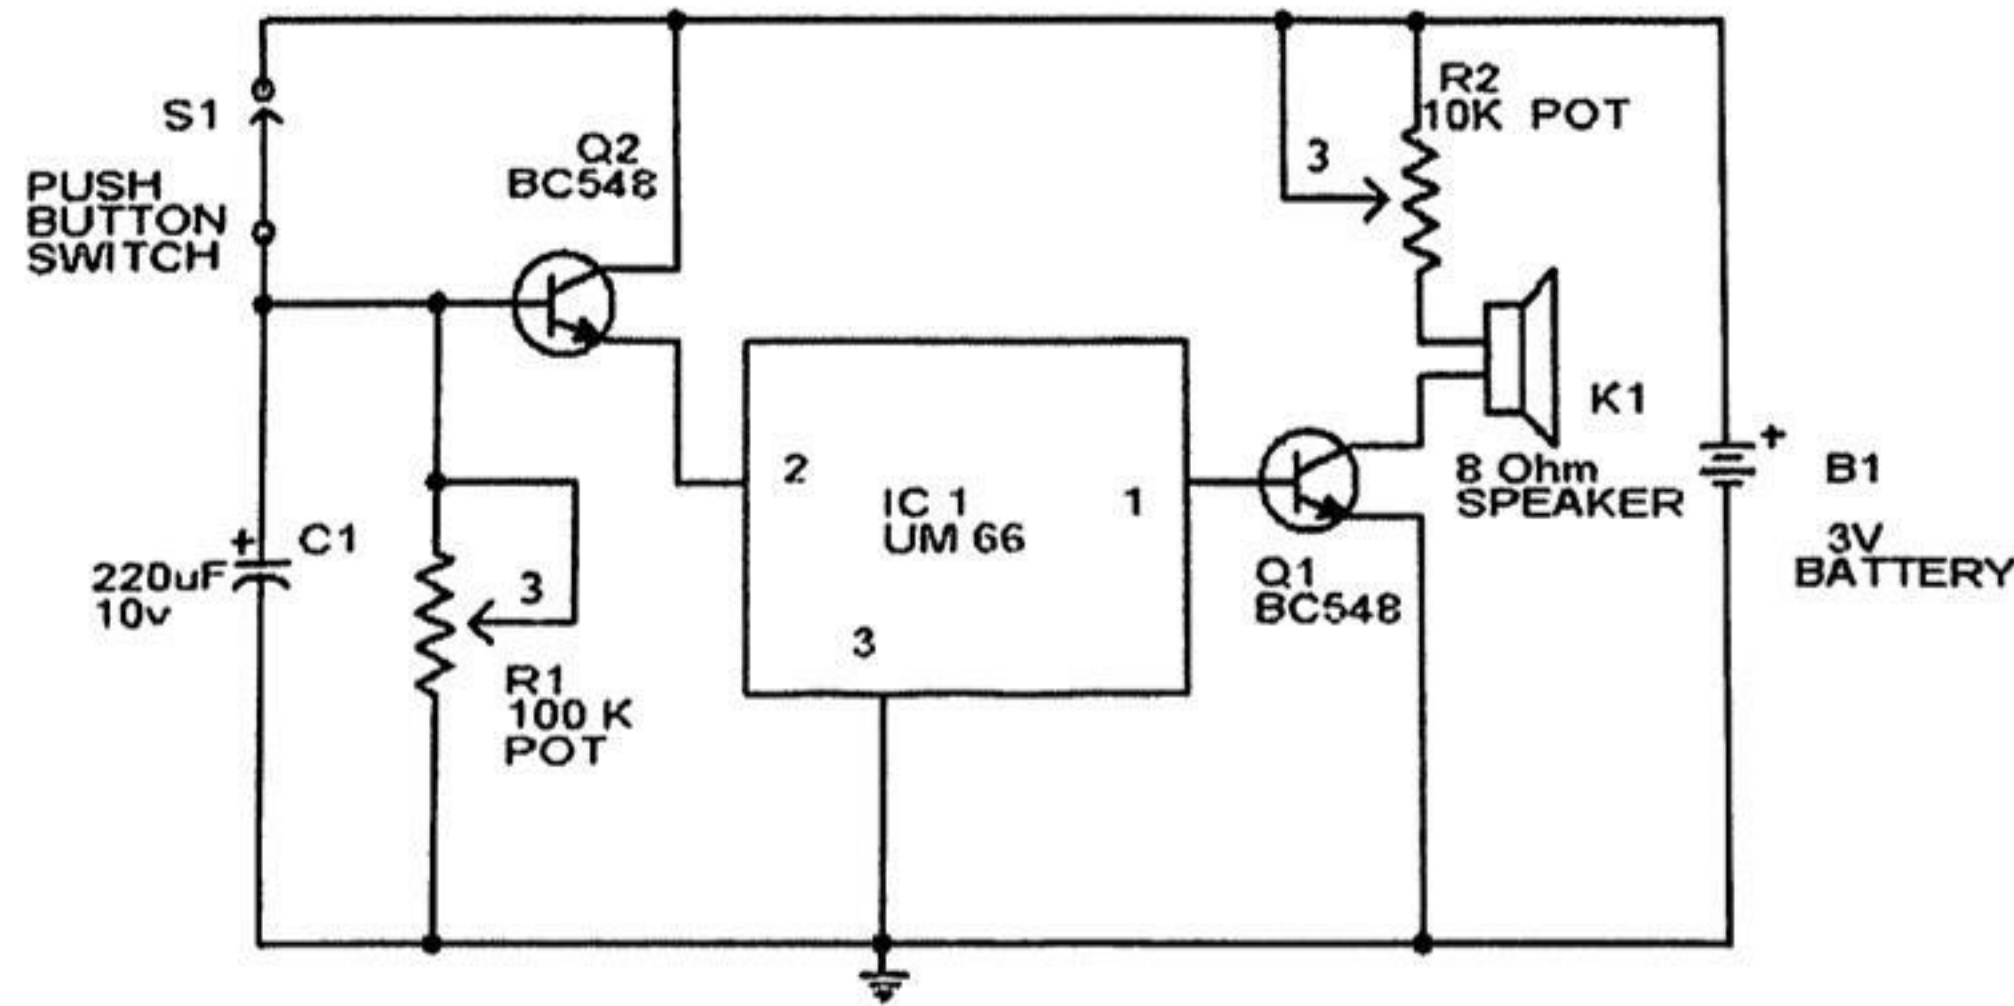 S1
PUSH
BUTTON
SWITCH
Q2
BC548
R2
10K POT
3
K1
8 Ohm
SPEAKER
+
B1
3V
BATTERY
2
IC 1
UM 66
1
3
Q1
BC548
+
C1
220uF
10v
3
R1
100 K
POT